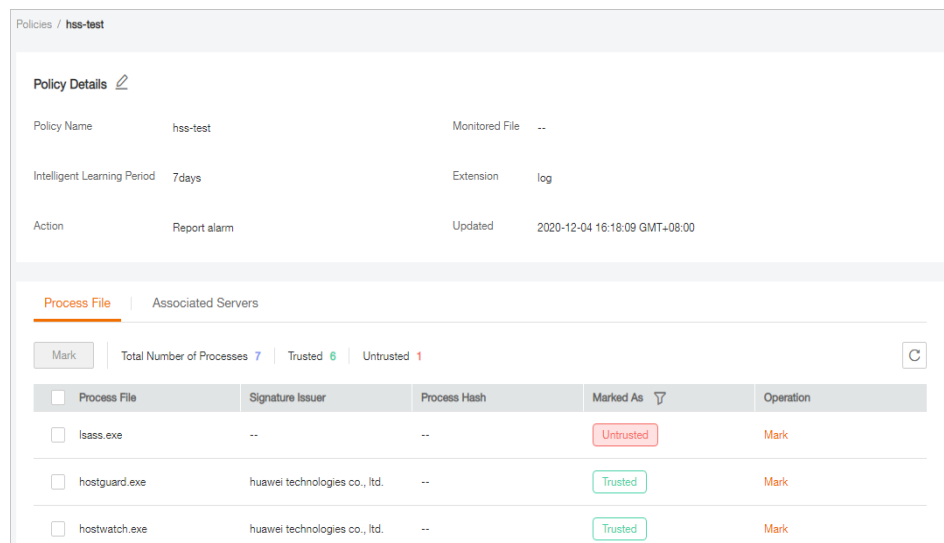 Policies / hss-test
Policy Details
Policy Name hss-test Monitored File --
Intelligent Learning Period 7days Extension log
Action Report alarm Updated 2020-12-04 16:18:09 GMT+08:00
Process File Associated Servers
Mark Total Number of Processes 7 Trusted 6 Untrusted 1
Process File Signature Issuer Process Hash Marked As Operation
lsass.exe -- -- Untrusted Mark
hostguard.exe huawei technologies co., ltd. -- Trusted Mark
hostwatch.exe huawei technologies co., ltd. -- Trusted Mark